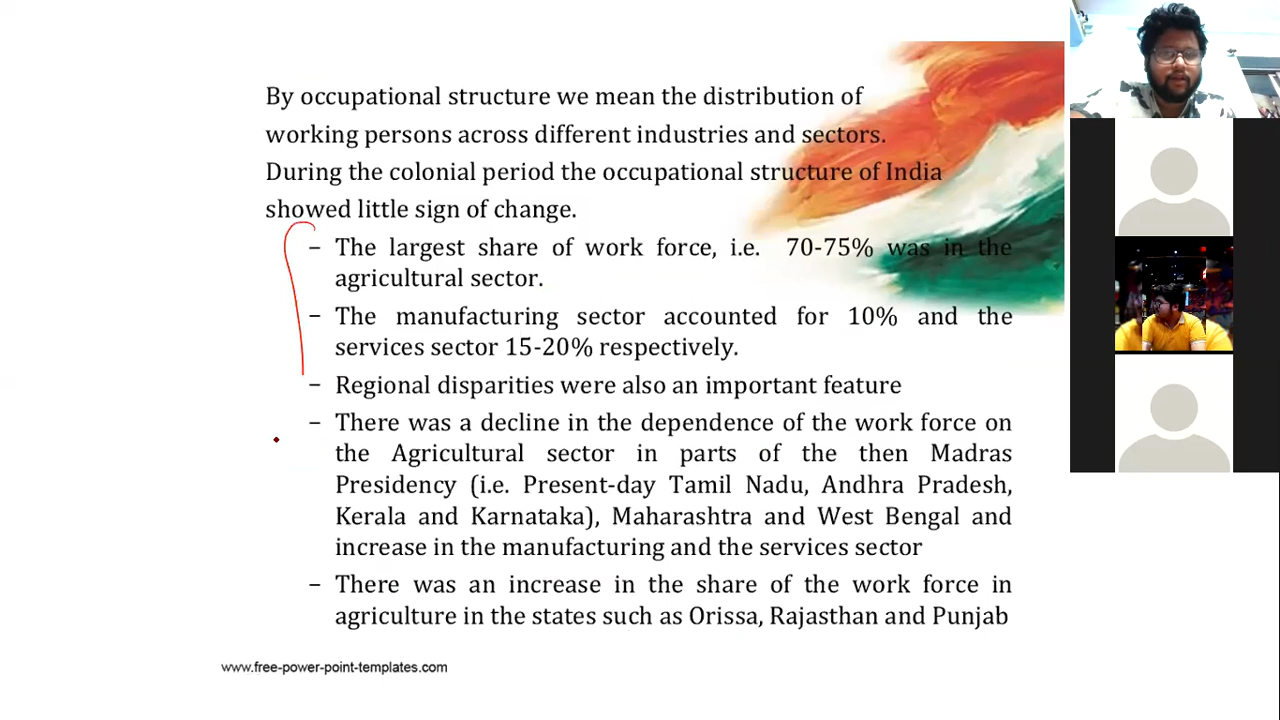 By occupational structure we mean the distribution of
working persons across different industries and sectors.
During the colonial period the occupational structure of India
showed little sign of change.
– The largest share of work force, i.e. 70-75% was in the
agricultural sector.
– The manufacturing sector accounted for 10% and the
services sector 15-20% respectively.
– Regional disparities were also an important feature
– There was a decline in the dependence of the work force on
the Agricultural sector in parts of the then Madras
Presidency (i.e. Present-day Tamil Nadu, Andhra Pradesh,
Kerala and Karnataka), Maharashtra and West Bengal and
increase in the manufacturing and the services sector
– There was an increase in the share of the work force in
agriculture in the states such as Orissa, Rajasthan and Punjab
www.free-power-point-templates.com